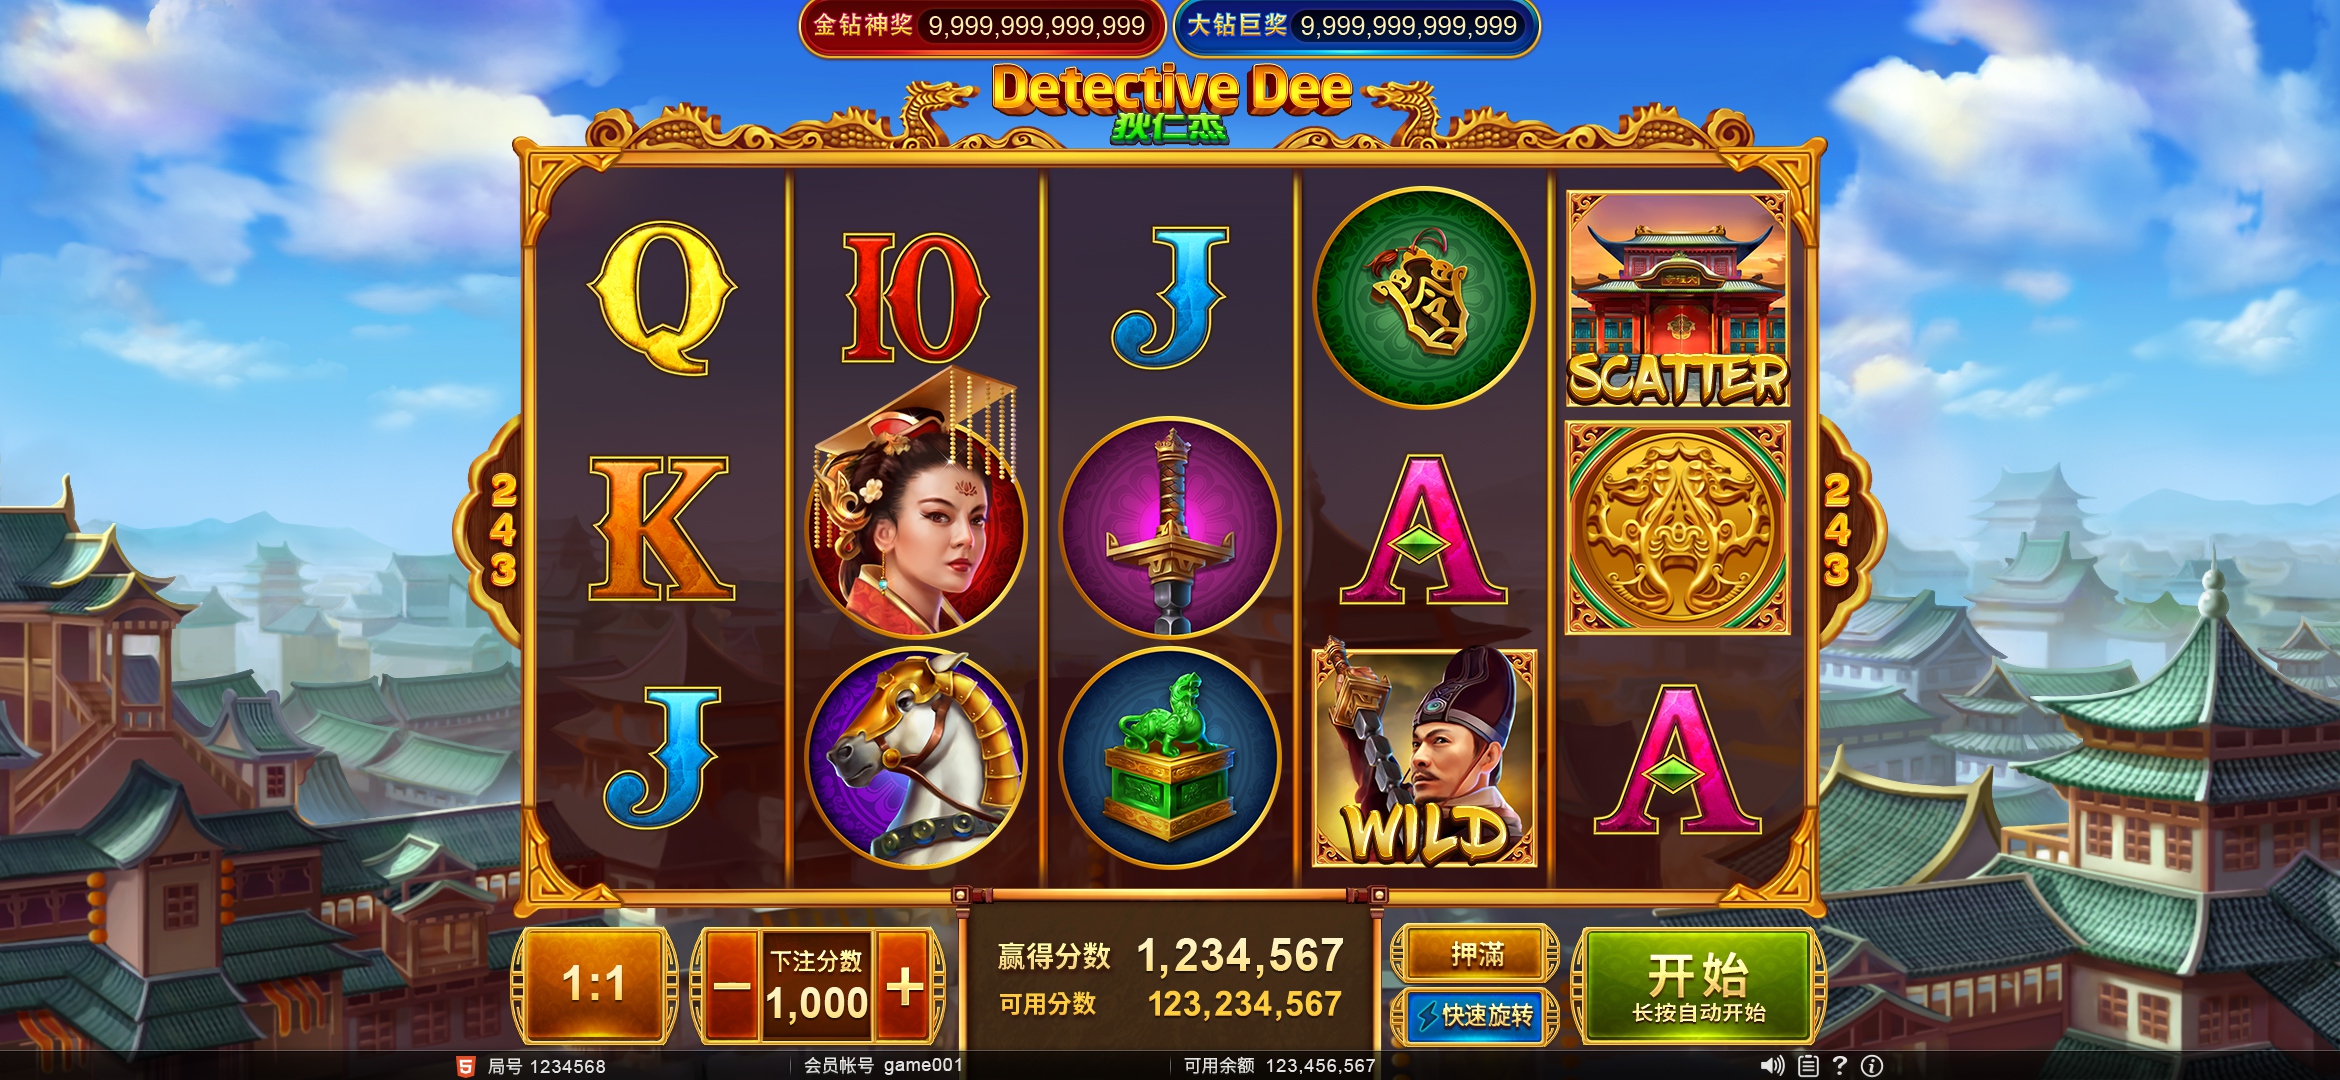 金钻神奖 9,999,999,999,999
大钻巨奖 9,999,999,999,999
Detective Dee
狄仁杰
Q
10
J
令
SCATTER
243
K
A
243
J
WILD
A
1:1
下注分数
1,000
赢得分数 1,234,567
可用分数 123,234,567
押滿
快速旋转
开始
长按自动开始
局号 1234568
会员帐号 game001
可用余额 123,456,567